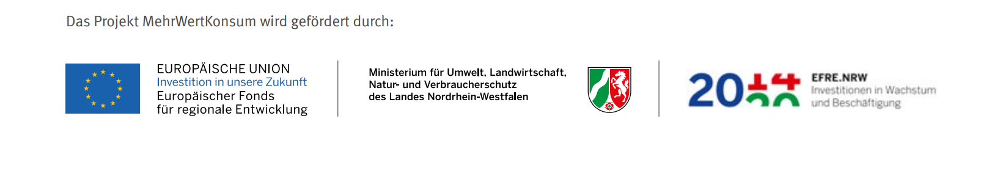 Das Projekt MehrWertKonsum wird gefördert durch:
EUROPÄISCHE UNION
Investition in unsere Zukunft
Europäischer Fonds
für regionale Entwicklung
Ministerium für Umwelt, Landwirtschaft,
Natur- und Verbraucherschutz
des Landes Nordrhein-Westfalen
EFRE.NRW
Investitionen in Wachstum
und Beschäftigung